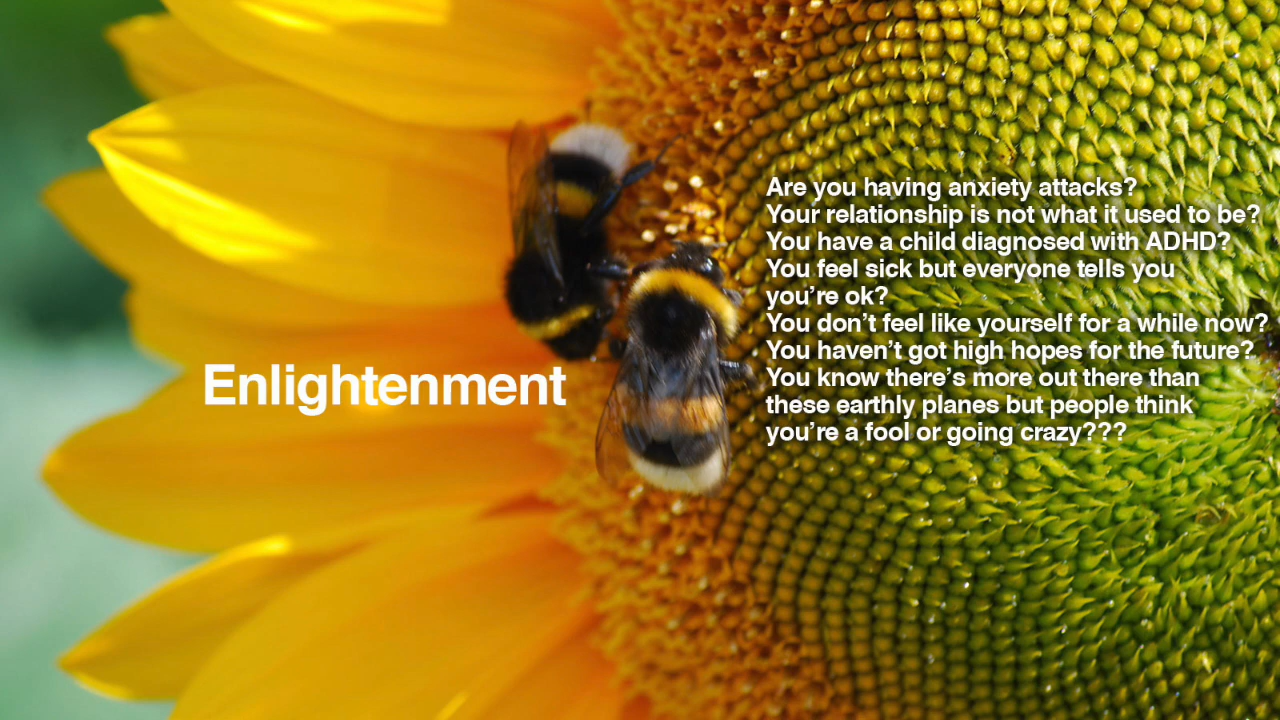 Enlightenment
Are you having anxiety attacks?
Your relationship is not what it used to be?
You have a child diagnosed with ADHD?
You feel sick but everyone tells you
you’re ok?
You don’t feel like yourself for a while now?
You haven’t got high hopes for the future?
You know there’s more out there than
these earthly planes but people think
you’re a fool or going crazy???